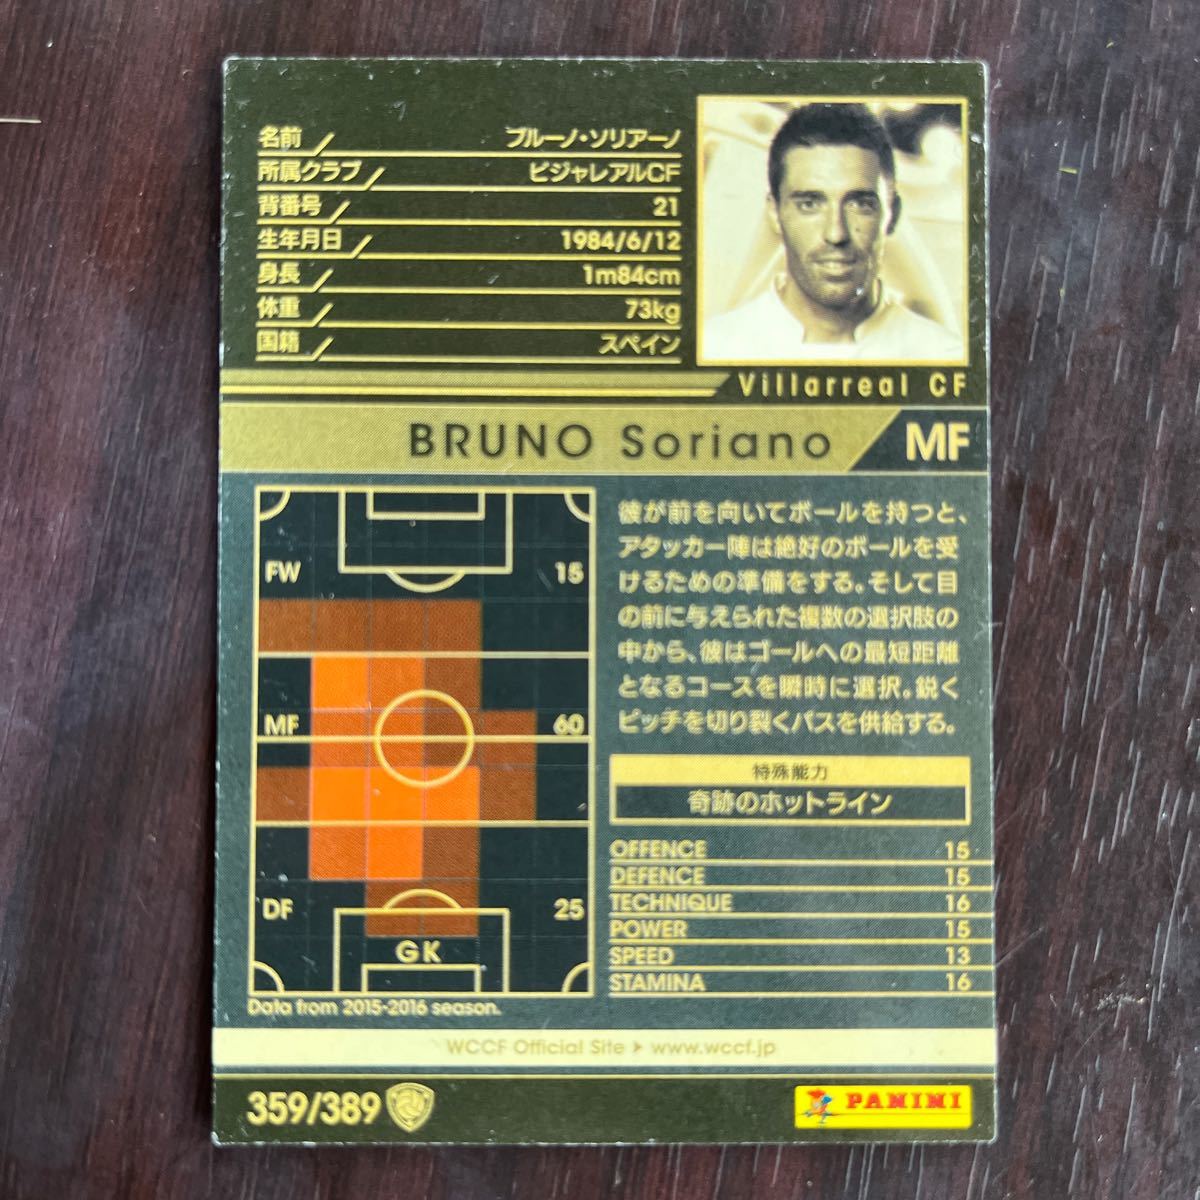 名前 ブルーノ・ソリアーノ
所属クラブ ビジャレアルCF
背番号 21
生年月日 1984/6/12
身長 1m84cm
体重 73kg
国籍 スペイン
Villarreal CF
BRUNO Soriano MF
FW 15
MF 60
DF 25
GK
Data from 2015-2016 season.
彼が前を向いてボールを持つと、
アタッカー陣は絶好のボールを受
けるための準備をする。そして目
の前に与えられた複数の選択肢の
中から、彼はゴールへの最短距離
となるコースを瞬時に選択。鋭く
ピッチを切り裂くパスを供給する。
特殊能力
奇跡のホットライン
OFFENCE 15
DEFENCE 15
TECHNIQUE 16
POWER 15
SPEED 13
STAMINA 16
WCCF Official Site ▶ www.wccf.jp
359/389
PANINI